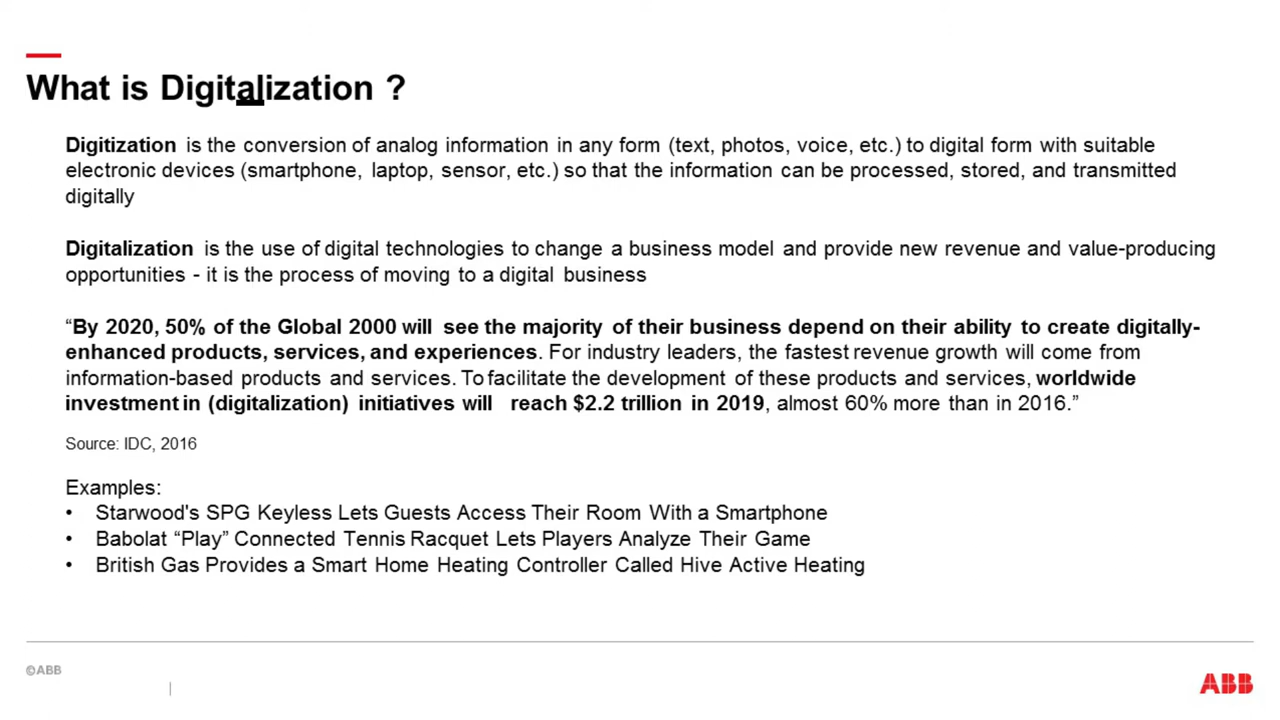 What is Digitalization ?
Digitization is the conversion of analog information in any form (text, photos, voice, etc.) to digital form with suitable
electronic devices (smartphone, laptop, sensor, etc.) so that the information can be processed, stored, and transmitted
digitally
Digitalization is the use of digital technologies to change a business model and provide new revenue and value-producing
opportunities - it is the process of moving to a digital business
“By 2020, 50% of the Global 2000 will see the majority of their business depend on their ability to create digitally-
enhanced products, services, and experiences. For industry leaders, the fastest revenue growth will come from
information-based products and services. To facilitate the development of these products and services, worldwide
investment in (digitalization) initiatives will reach $2.2 trillion in 2019, almost 60% more than in 2016.”
Source: IDC, 2016
Examples:
• Starwood's SPG Keyless Lets Guests Access Their Room With a Smartphone
• Babolat “Play” Connected Tennis Racquet Lets Players Analyze Their Game
• British Gas Provides a Smart Home Heating Controller Called Hive Active Heating
©ABB
|
ABB